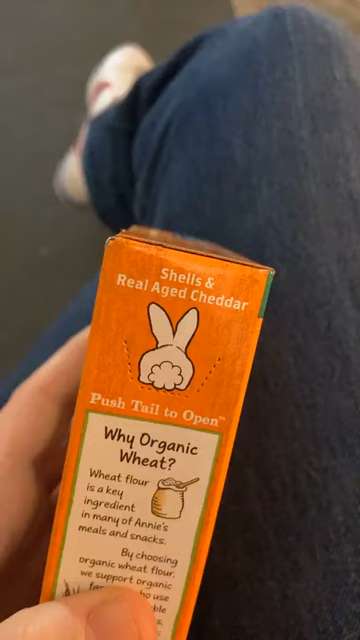 Shells &
Real Aged Cheddar
Push Tail to Open™
Why Organic
Wheat?
Wheat flour
is a key
ingredient
in many of Annie's
meals and snacks.
By choosing
organic wheat flour,
we support organic
use